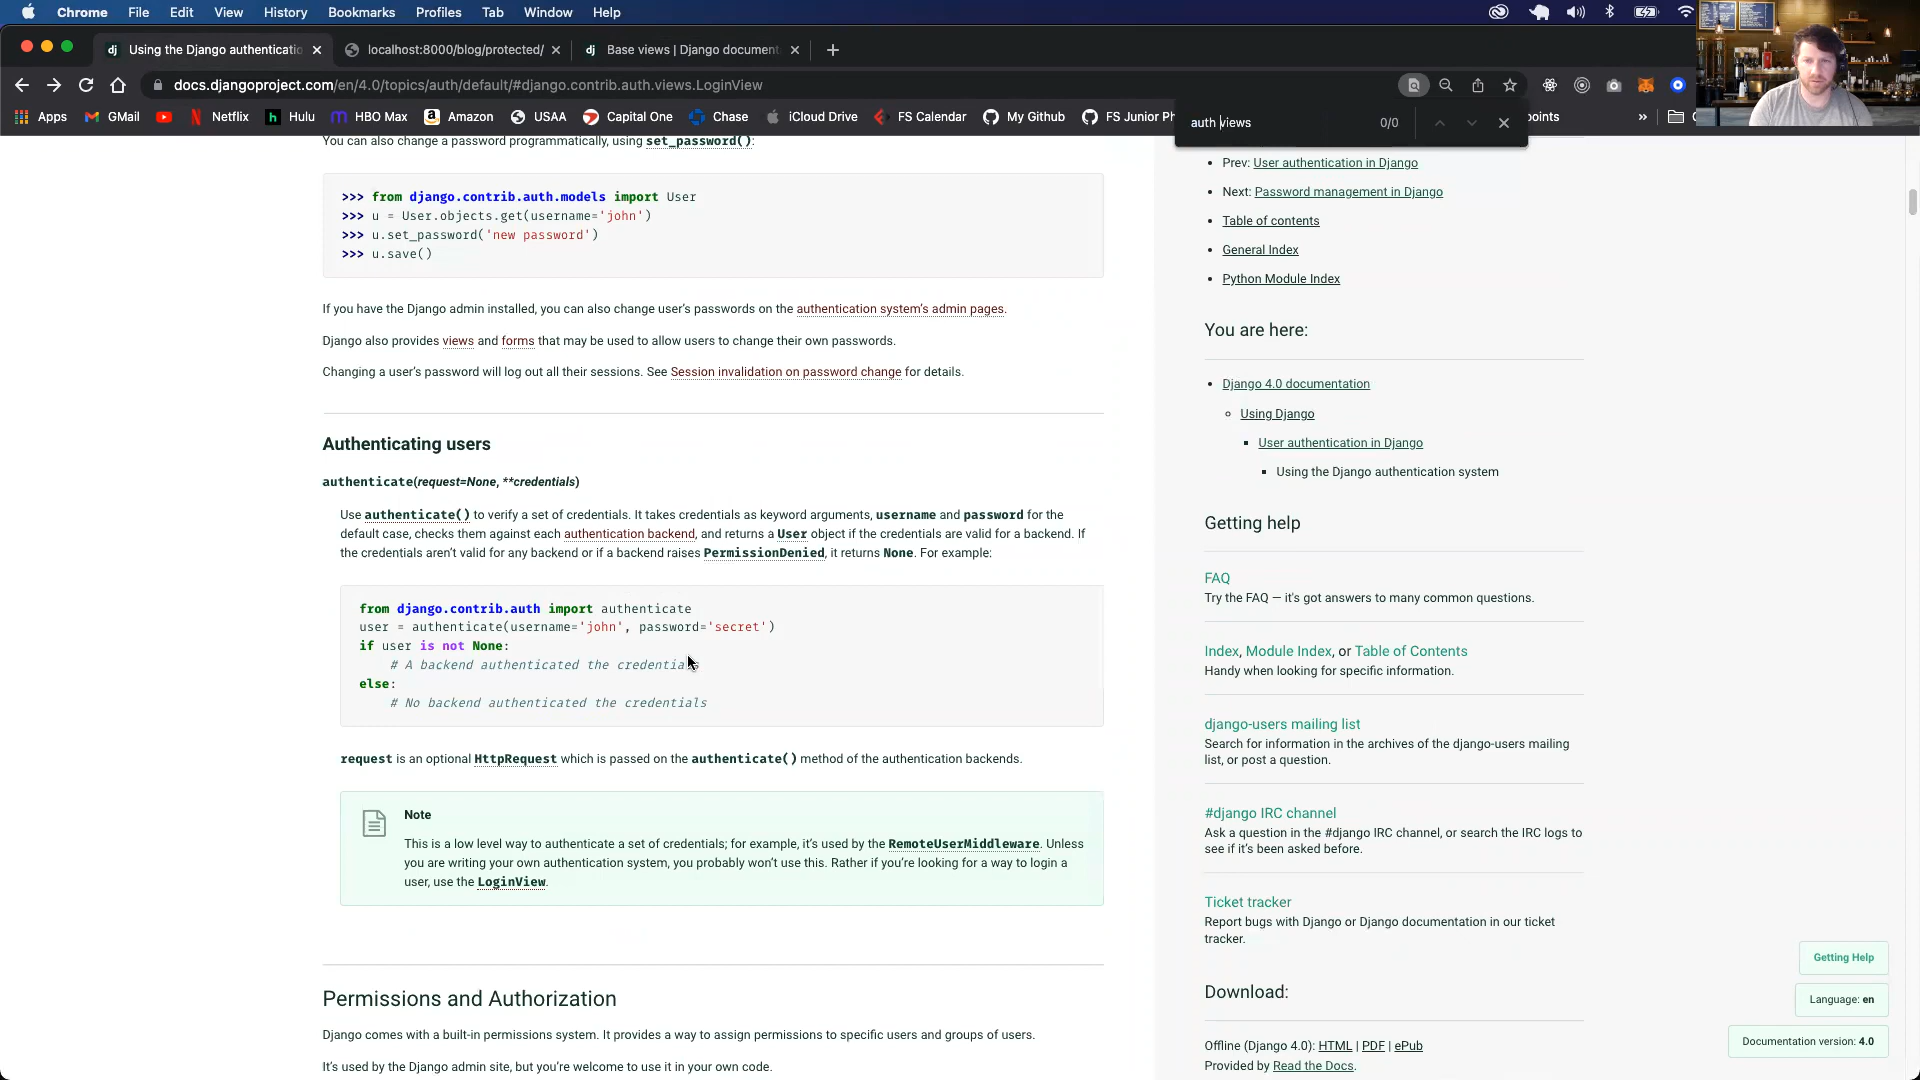 Chrome File Edit View History Bookmarks Profiles Tab Window Help
Using the Django authenticatio
localhost:8000/blog/protected/
Base views | Django document
docs.djangoproject.com/en/4.0/topics/auth/default/#django.contrib.auth.views.LoginView
Apps GMail Netflix Hulu HBO Max Amazon USAA Capital One Chase iCloud Drive FS Calendar My Github FS Junior Ph oints
auth views 0/0
You can also change a password programmatically, using set_password():
>>> from django.contrib.auth.models import User
>>> u = User.objects.get(username='john')
>>> u.set_password('new password')
>>> u.save()
If you have the Django admin installed, you can also change user's passwords on the authentication system's admin pages.
Django also provides views and forms that may be used to allow users to change their own passwords.
Changing a user's password will log out all their sessions. See Session invalidation on password change for details.
Authenticating users
authenticate(request=None, **credentials)
Use authenticate() to verify a set of credentials. It takes credentials as keyword arguments, username and password for the
default case, checks them against each authentication backend, and returns a User object if the credentials are valid for a backend. If
the credentials aren't valid for any backend or if a backend raises PermissionDenied, it returns None. For example:
from django.contrib.auth import authenticate
user = authenticate(username='john', password='secret')
if user is not None:
# A backend authenticated the credentials
else:
# No backend authenticated the credentials
request is an optional HttpRequest which is passed on the authenticate() method of the authentication backends.
Note
This is a low level way to authenticate a set of credentials; for example, it's used by the RemoteUserMiddleware. Unless
you are writing your own authentication system, you probably won't use this. Rather if you're looking for a way to login a
user, use the LoginView.
Permissions and Authorization
Django comes with a built-in permissions system. It provides a way to assign permissions to specific users and groups of users.
It's used by the Django admin site, but you're welcome to use it in your own code.
Prev: User authentication in Django
Next: Password management in Django
Table of contents
General Index
Python Module Index
You are here:
Django 4.0 documentation
Using Django
User authentication in Django
Using the Django authentication system
Getting help
FAQ
Try the FAQ — it's got answers to many common questions.
Index, Module Index, or Table of Contents
Handy when looking for specific information.
django-users mailing list
Search for information in the archives of the django-users mailing
list, or post a question.
#django IRC channel
Ask a question in the #django IRC channel, or search the IRC logs to
see if it's been asked before.
Ticket tracker
Report bugs with Django or Django documentation in our ticket
tracker.
Download:
Offline (Django 4.0): HTML | PDF | ePub
Provided by Read the Docs.
Getting Help
Language: en
Documentation version: 4.0